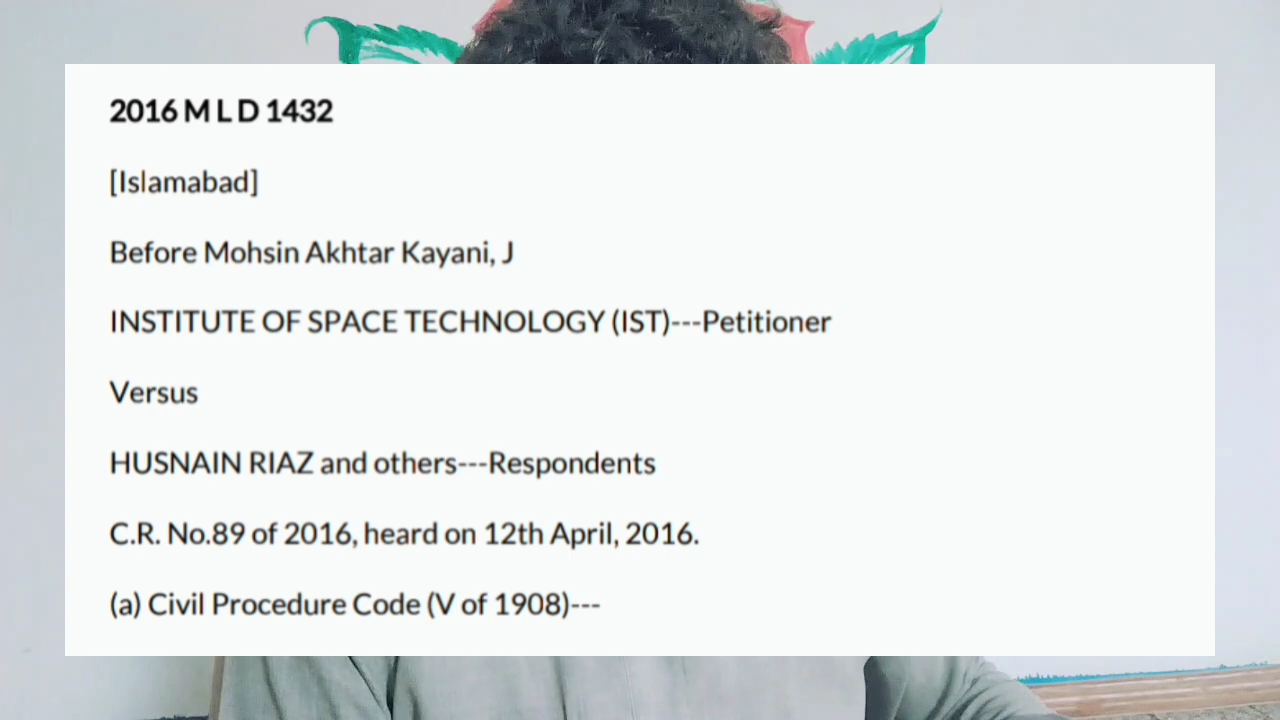 2016 M L D 1432
[Islamabad]
Before Mohsin Akhtar Kayani, J
INSTITUTE OF SPACE TECHNOLOGY (IST)---Petitioner
Versus
HUSNAIN RIAZ and others---Respondents
C.R. No.89 of 2016, heard on 12th April, 2016.
(a) Civil Procedure Code (V of 1908)---